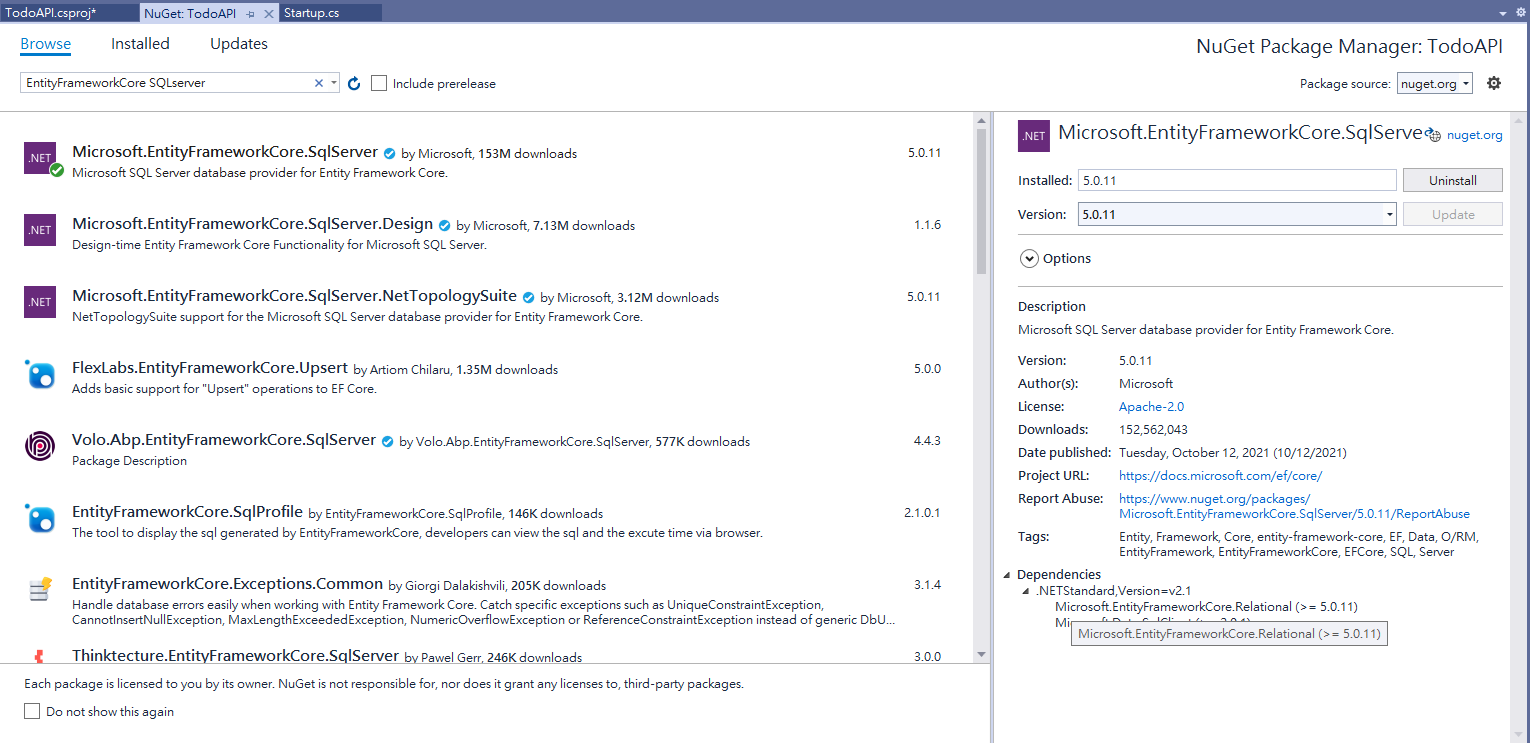 TodoAPI.csproj*
NuGet: TodoAPI
Startup.cs
Browse
Installed
Updates
NuGet Package Manager: TodoAPI
EntityFrameworkCore SQLserver
Include prerelease
Package source:
nuget.org
.NET
Microsoft.EntityFrameworkCore.SqlServer by Microsoft, 153M downloads
5.0.11
Microsoft SQL Server database provider for Entity Framework Core.
.NET
Microsoft.EntityFrameworkCore.SqlServer.Design by Microsoft, 7.13M downloads
1.1.6
Design-time Entity Framework Core Functionality for Microsoft SQL Server.
.NET
Microsoft.EntityFrameworkCore.SqlServer.NetTopologySuite by Microsoft, 3.12M downloads
5.0.11
NetTopologySuite support for the Microsoft SQL Server database provider for Entity Framework Core.
FlexLabs.EntityFrameworkCore.Upsert by Artiom Chilaru, 1.35M downloads
5.0.0
Adds basic support for "Upsert" operations to EF Core.
Volo.Abp.EntityFrameworkCore.SqlServer by Volo.Abp.EntityFrameworkCore.SqlServer, 577K downloads
4.4.3
Package Description
EntityFrameworkCore.SqlProfile by EntityFrameworkCore.SqlProfile, 146K downloads
2.1.0.1
The tool to display the sql generated by EntityFrameworkCore, developers can view the sql and the excute time via browser.
EntityFrameworkCore.Exceptions.Common by Giorgi Dalakishvili, 205K downloads
3.1.4
Handle database errors easily when working with Entity Framework Core. Catch specific exceptions such as UniqueConstraintException,
CannotInsertNullException, MaxLengthExceededException, NumericOverflowException or ReferenceConstraintException instead of generic DbU...
Thinktecture.EntityFrameworkCore.SqlServer by Pawel Gerr, 246K downloads
3.0.0
Each package is licensed to you by its owner. NuGet is not responsible for, nor does it grant any licenses to, third-party packages.
Do not show this again
.NET
Microsoft.EntityFrameworkCore.SqlServe
nuget.org
Installed: 5.0.11
Uninstall
Version: 5.0.11
Update
Options
Description
Microsoft SQL Server database provider for Entity Framework Core.
Version: 5.0.11
Author(s): Microsoft
License: Apache-2.0
Downloads: 152,562,043
Date published: Tuesday, October 12, 2021 (10/12/2021)
Project URL: https://docs.microsoft.com/ef/core/
Report Abuse: https://www.nuget.org/packages/
Microsoft.EntityFrameworkCore.SqlServer/5.0.11/ReportAbuse
Tags: Entity, Framework, Core, entity-framework-core, EF, Data, O/RM,
EntityFramework, EntityFrameworkCore, EFCore, SQL, Server
Dependencies
.NETStandard,Version=v2.1
Microsoft.EntityFrameworkCore.Relational (>= 5.0.11)
Microsoft.EntityFrameworkCore.Relational (>= 5.0.11)